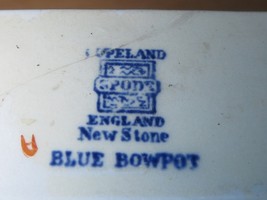 COPELAND
SPODE
ENGLAND
New Stone
BLUE BOWPOT